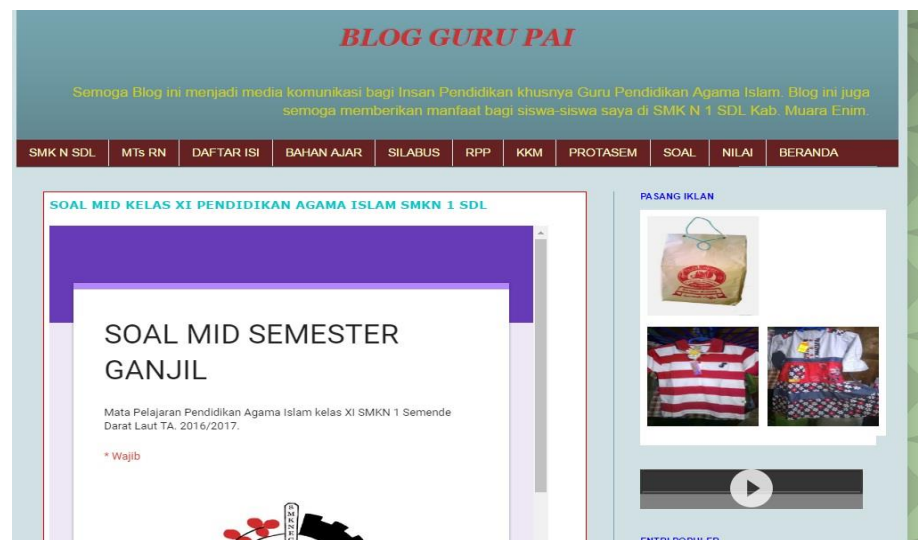 BLOG GURU PAI
Semoga Blog ini menjadi media komunikasi bagi Insan Pendidikan khusnya Guru Pendidikan Agama Islam. Blog ini juga
semoga memberikan manfaat bagi siswa-siswa saya di SMK N 1 SDL Kab. Muara Enim.
SMK N SDL MTs RN DAFTAR ISI BAHAN AJAR SILABUS RPP KKM PROTASEM SOAL NILAI BERANDA
SOAL MID KELAS XI PENDIDIKAN AGAMA ISLAM SMKN 1 SDL
SOAL MID SEMESTER
GANJIL
Mata Pelajaran Pendidikan Agama Islam kelas XI SMKN 1 Semende
Darat Laut TA. 2016/2017.
* Wajib
PASANG IKLAN
ENTRI POPULER